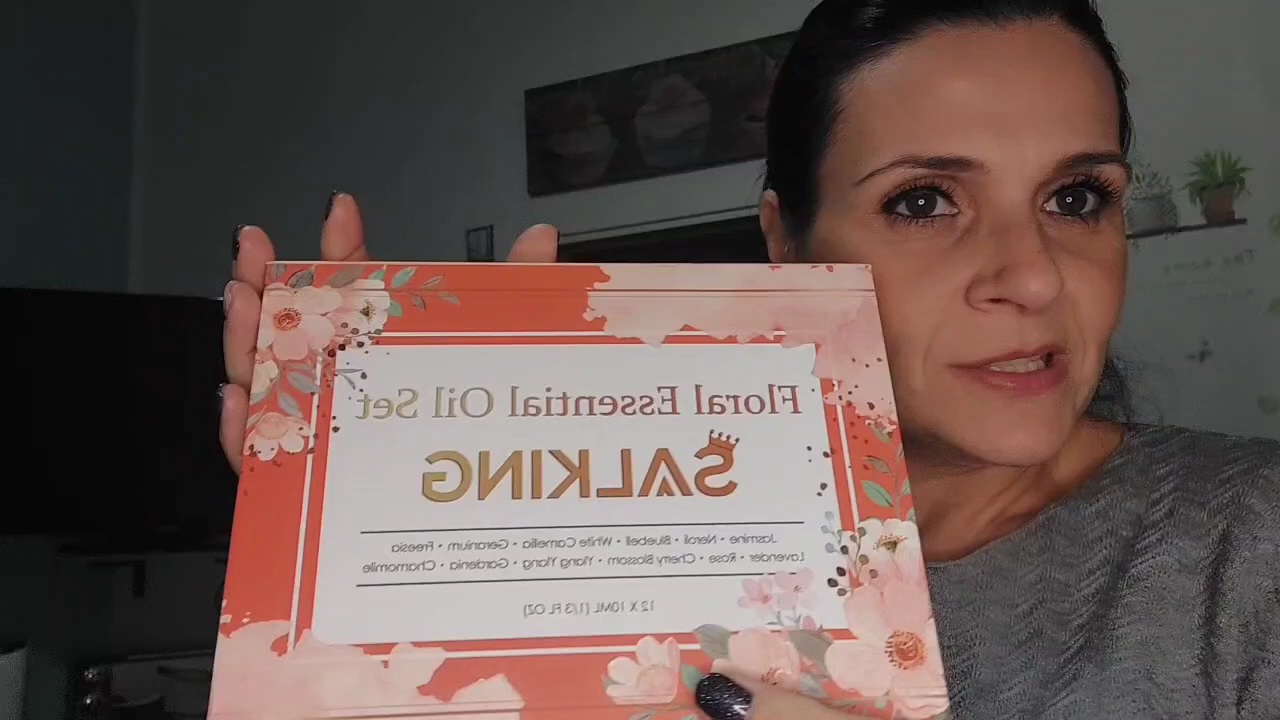 Floral Essential Oil Set
SALKING
Jasmine • Neroli • Bluebell • White Camellia • Geranium • Freesia
Lavender • Rose • Cherry Blossom • Ylang Ylang • Gardenia • Chamomile
12 X 10ML (1/3 FL OZ)